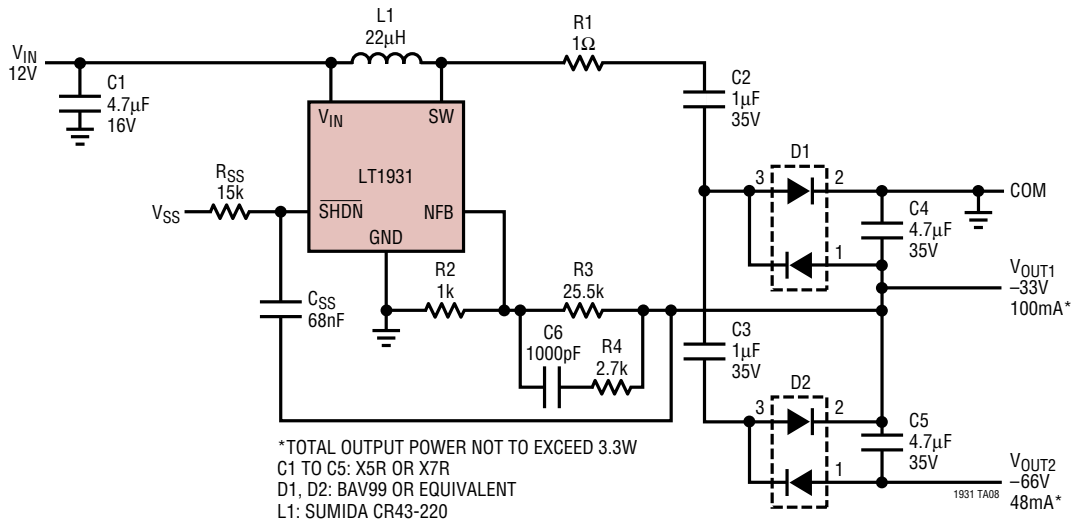 L1
22µH
R1
1Ω
VIN
12V
C1
4.7µF
16V
C2
1µF
35V
VIN
SW
LT1931
SHDN
NFB
GND
RSS
15k
VSS
D1
3
2
1
COM
C4
4.7µF
35V
VOUT1
–33V
100mA*
R2
1k
R3
25.5k
CSS
68nF
C6
1000pF
R4
2.7k
C3
1µF
35V
D2
3
2
1
C5
4.7µF
35V
VOUT2
–66V
48mA*
1931 TA08
*TOTAL OUTPUT POWER NOT TO EXCEED 3.3W
C1 TO C5: X5R OR X7R
D1, D2: BAV99 OR EQUIVALENT
L1: SUMIDA CR43-220